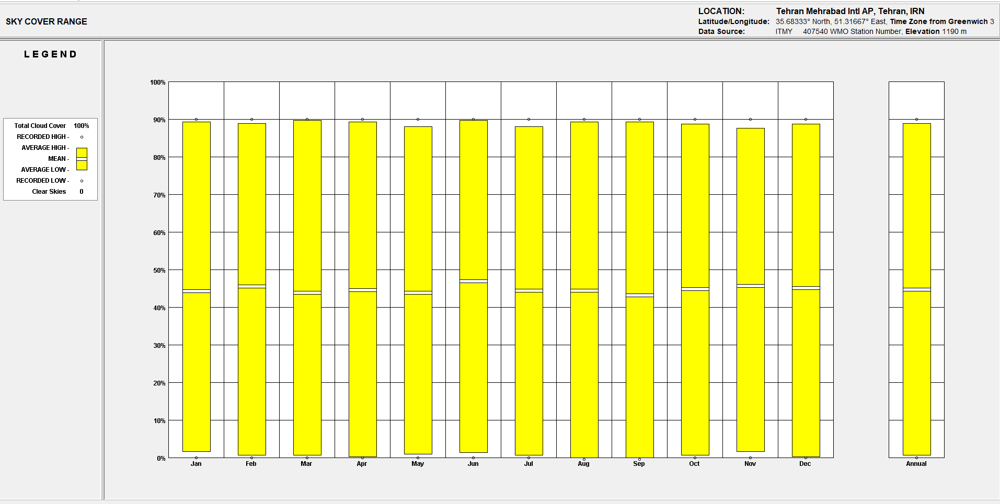 SKY COVER RANGE
LOCATION: Tehran Mehrabad Intl AP, Tehran, IRN
Latitude/Longitude: 35.68333° North, 51.31667° East, Time Zone from Greenwich 3
Data Source: ITMY 407540 WMO Station Number, Elevation 1190 m
LEGEND
Total Cloud Cover 100%
RECORDED HIGH - o
AVERAGE HIGH -
MEAN -
AVERAGE LOW -
RECORDED LOW - o
Clear Skies 0
100%
90%
80%
70%
60%
50%
40%
30%
20%
10%
0%
Jan Feb Mar Apr May Jun Jul Aug Sep Oct Nov Dec Annual